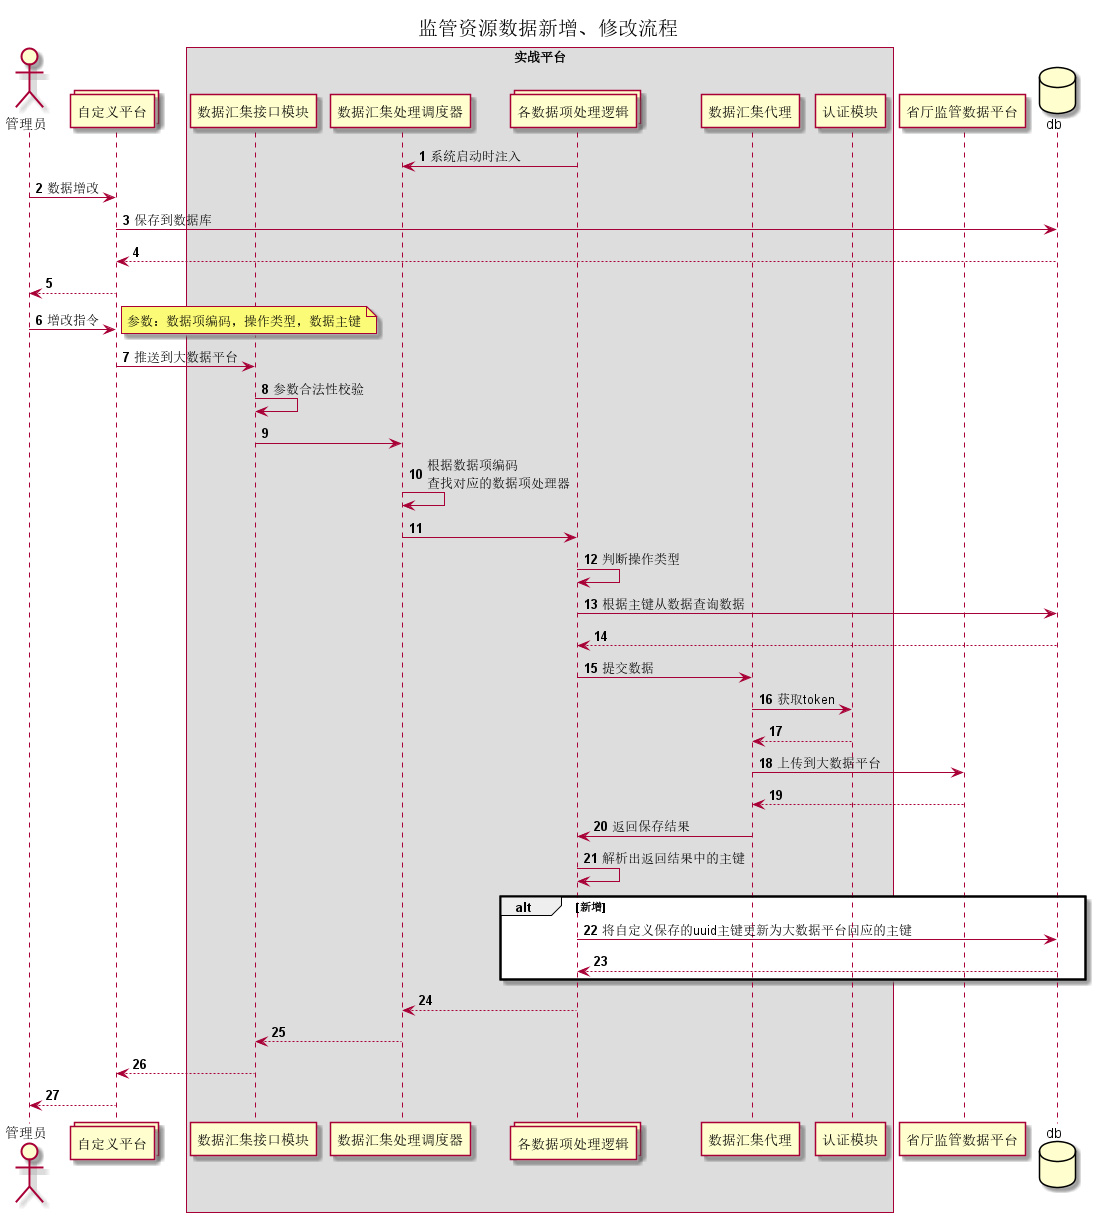 监管资源数据新增、修改流程
实战平台
管理员
自定义平台
数据汇集接口模块
数据汇集处理调度器
各数据项处理逻辑
数据汇集代理
认证模块
省厅监管数据平台
db
1 系统启动时注入
2 数据增改
3 保存到数据库
4
5
6 增改指令
参数：数据项编码，操作类型，数据主键
7 推送到大数据平台
8 参数合法性校验
9
10 根据数据项编码
查找对应的数据项处理器
11
12 判断操作类型
13 根据主键从数据查询数据
14
15 提交数据
16 获取token
17
18 上传到大数据平台
19
20 返回保存结果
21 解析出返回结果中的主键
alt [新增]
22 将自定义保存的uuid主键更新为大数据平台回应的主键
23
24
25
26
27
管理员
自定义平台
数据汇集接口模块
数据汇集处理调度器
各数据项处理逻辑
数据汇集代理
认证模块
省厅监管数据平台
db